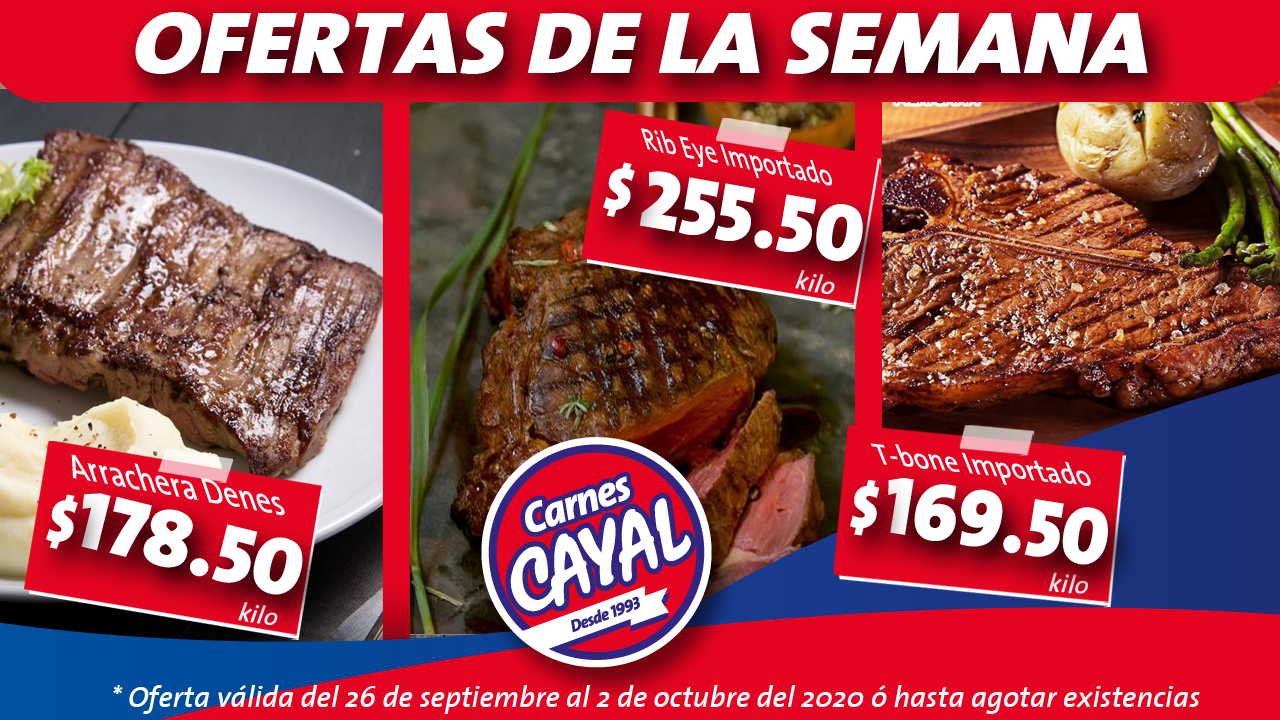 OFERTAS DE LA SEMANA
Arrachera Denes
$178.50
kilo
Rib Eye Importado
$255.50
kilo
T-bone Importado
$169.50
kilo
Carnes
CAYAL
Desde 1993
* Oferta válida del 26 de septiembre al 2 de octubre del 2020 ó hasta agotar existencias